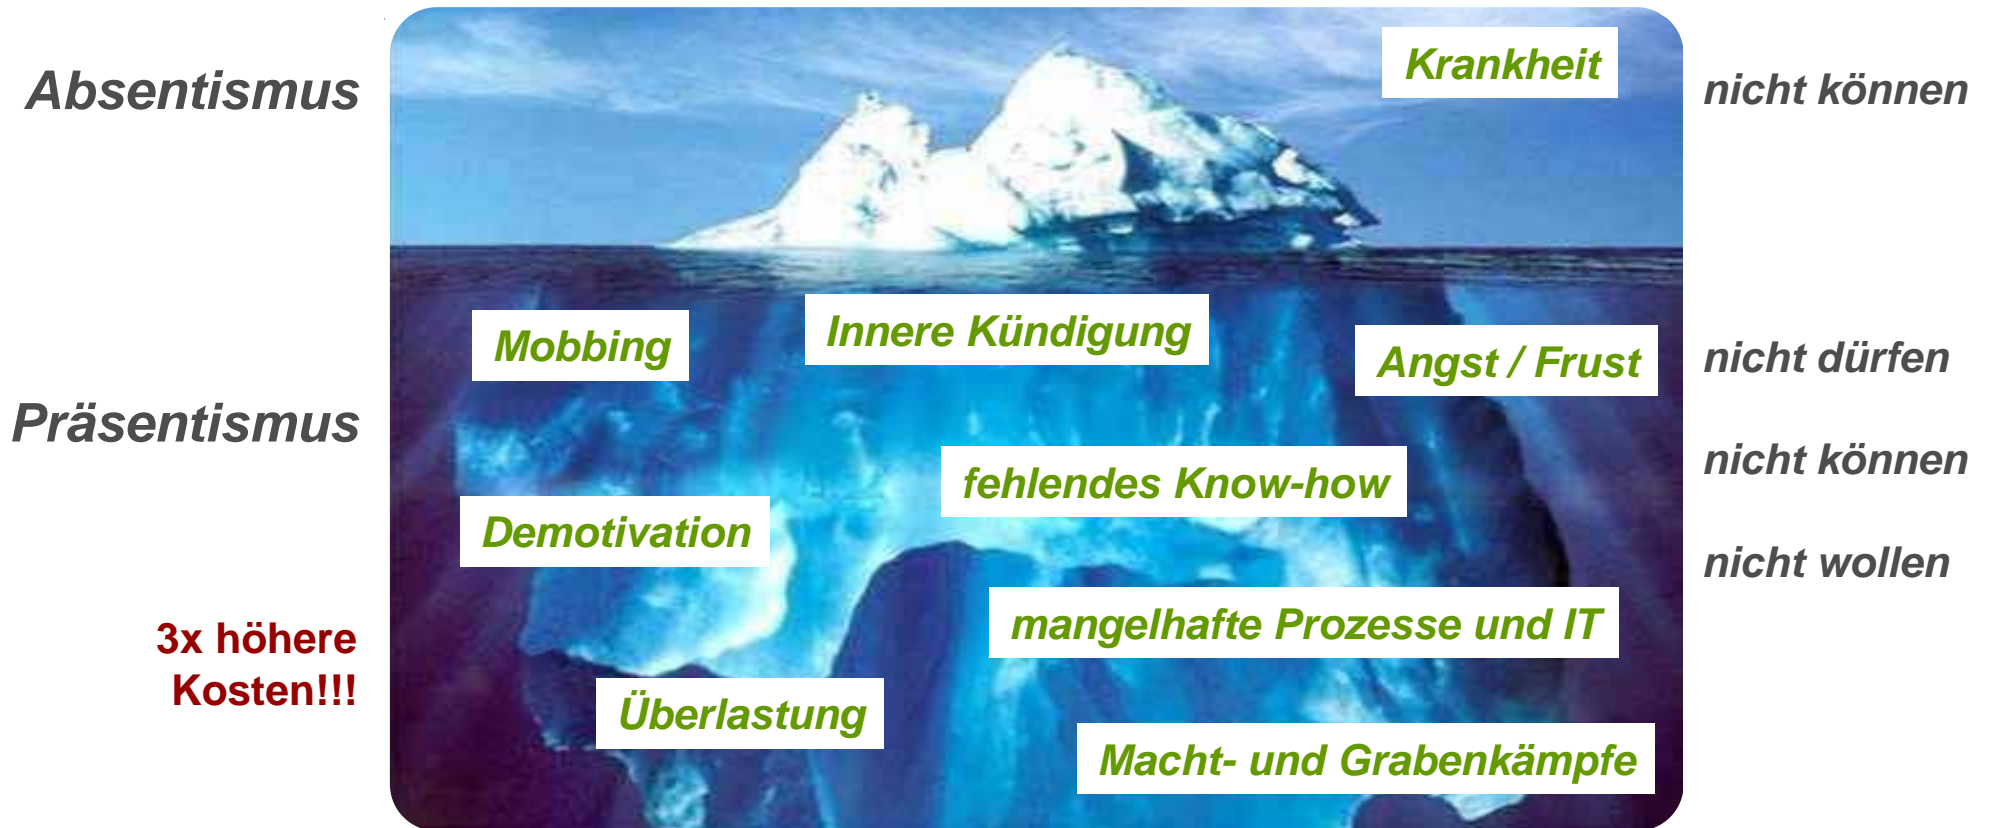 Krankheit
Absentismus
nicht können
Mobbing
Innere Kündigung
Angst / Frust
nicht dürfen
Präsentismus
fehlendes Know-how
nicht können
Demotivation
nicht wollen
mangelhafte Prozesse und IT
3x höhere
Kosten!!!
Überlastung
Macht- und Grabenkämpfe